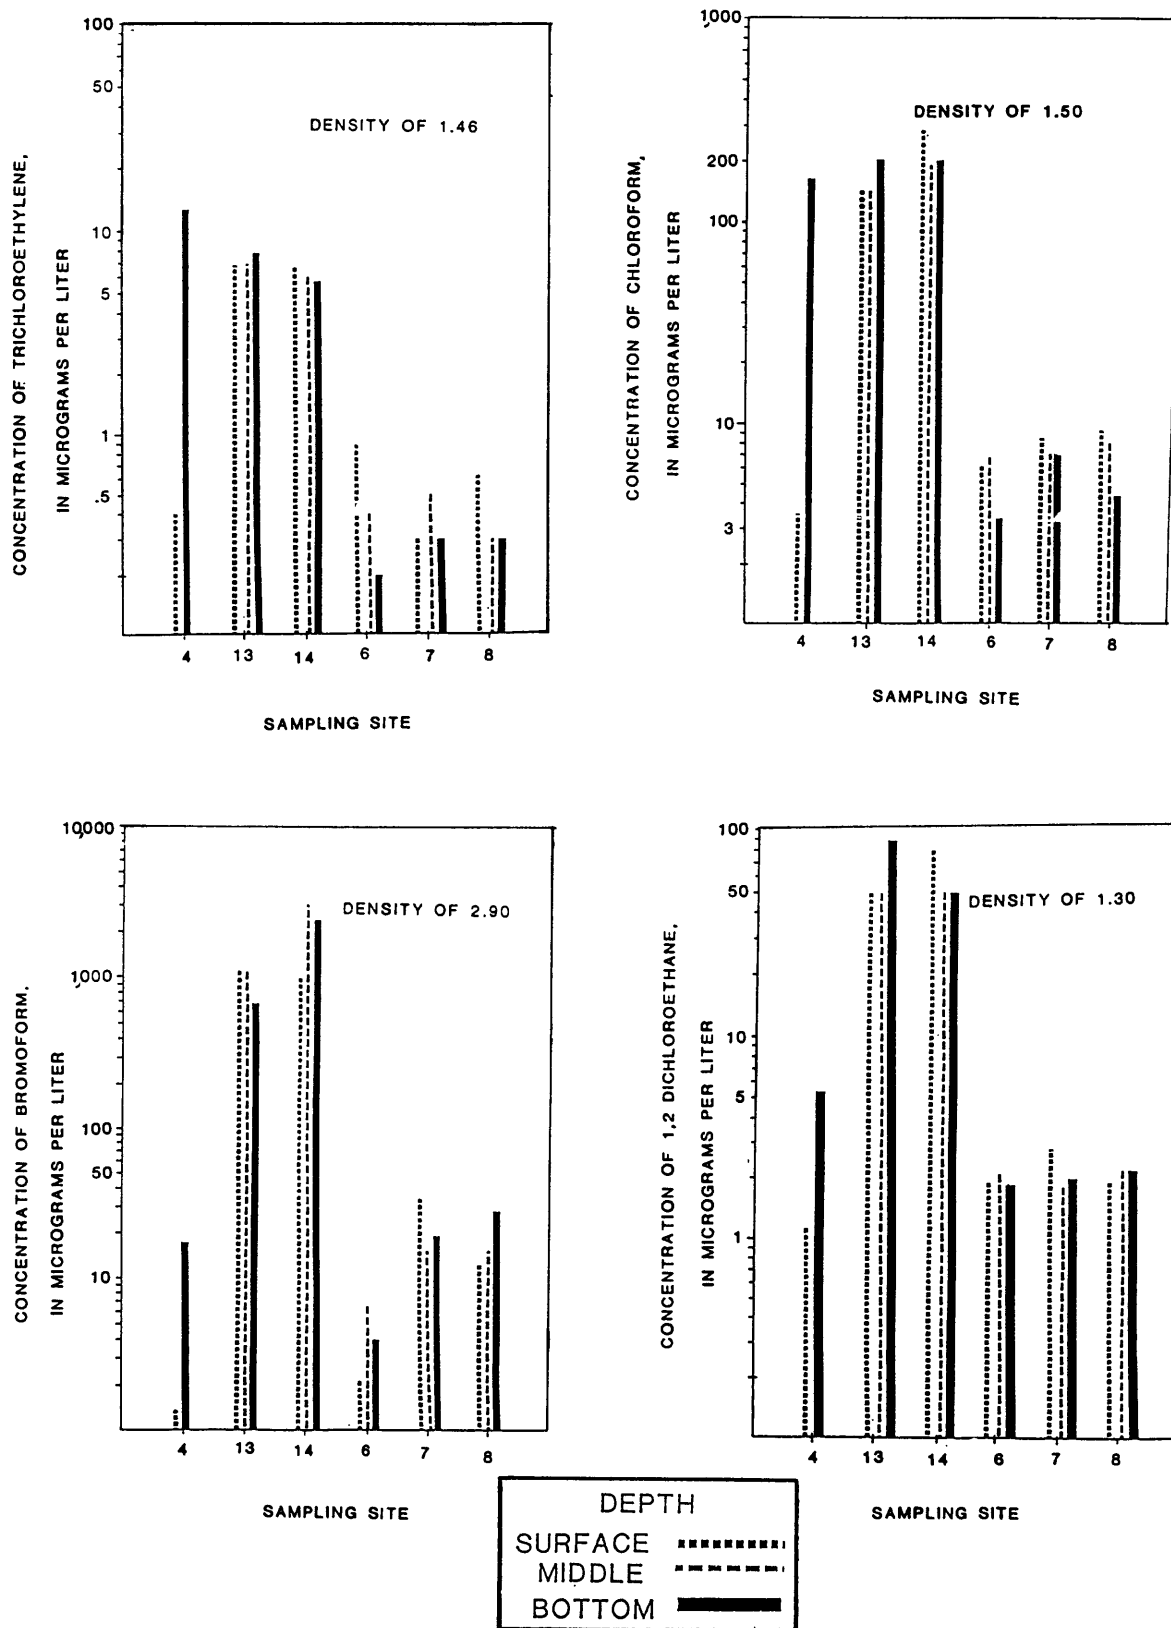 CONCENTRATION OF TRICHLOROETHYLENE,
IN MICROGRAMS PER LITER
100
50
10
5
1
.5
DENSITY OF 1.46
4 13 14 6 7 8
SAMPLING SITE
CONCENTRATION OF CHLOROFORM,
IN MICROGRAMS PER LITER
1000
200
100
10
3
DENSITY OF 1.50
4 13 14 6 7 8
SAMPLING SITE
CONCENTRATION OF BROMOFORM,
IN MICROGRAMS PER LITER
10,000
1,000
100
50
10
DENSITY OF 2.90
4 13 14 6 7 8
SAMPLING SITE
CONCENTRATION OF 1,2 DICHLOROETHANE,
IN MICROGRAMS PER LITER
100
50
10
5
1
DENSITY OF 1.30
4 13 14 6 7 8
SAMPLING SITE
DEPTH
SURFACE
MIDDLE
BOTTOM